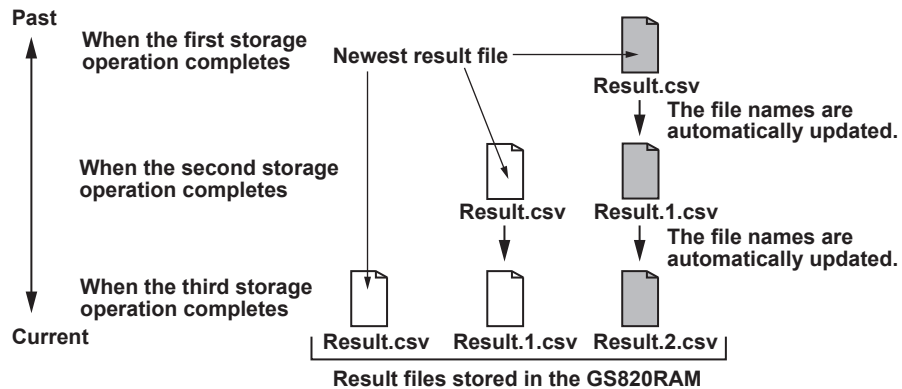 Past
When the first storage
operation completes
Newest result file
Result.csv
The file names are
automatically updated.
When the second storage
operation completes
Result.csv
Result.1.csv
The file names are
automatically updated.
When the third storage
operation completes
Current
Result.csv
Result.1.csv
Result.2.csv
Result files stored in the GS820RAM